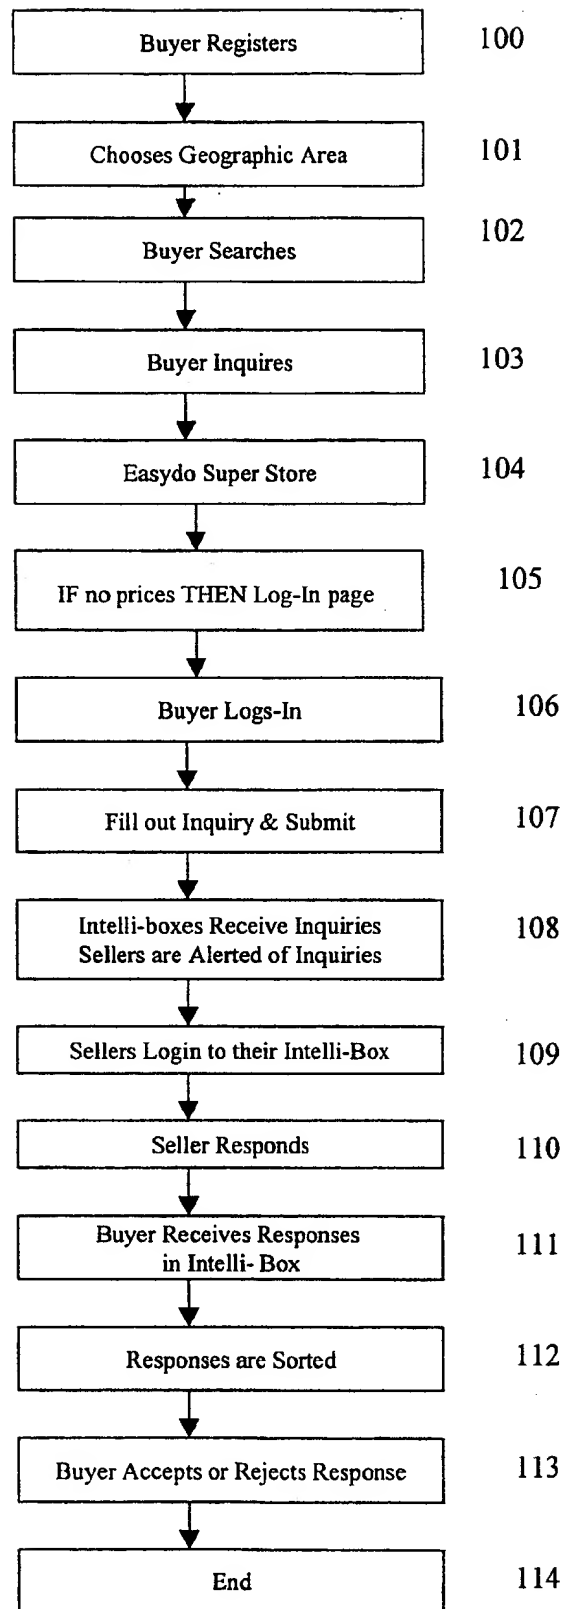 Buyer Registers 100
Chooses Geographic Area 101
Buyer Searches 102
Buyer Inquires 103
Easydo Super Store 104
IF no prices THEN Log-In page 105
Buyer Logs-In 106
Fill out Inquiry & Submit 107
Intelli-boxes Receive Inquiries 108
Sellers are Alerted of Inquiries
Sellers Login to their Intelli-Box 109
Seller Responds 110
Buyer Receives Responses 111
in Intelli- Box
Responses are Sorted 112
Buyer Accepts or Rejects Response 113
End 114